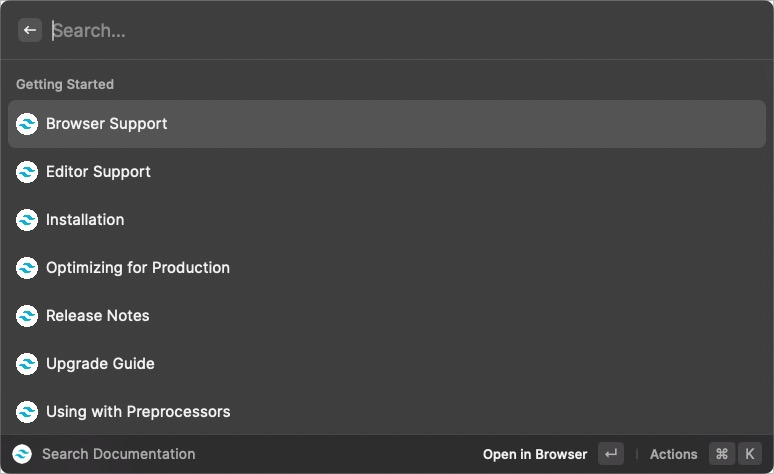 Search...
Getting Started
Browser Support
Editor Support
Installation
Optimizing for Production
Release Notes
Upgrade Guide
Using with Preprocessors
Search Documentation Open in Browser ↵ | Actions ⌘ K